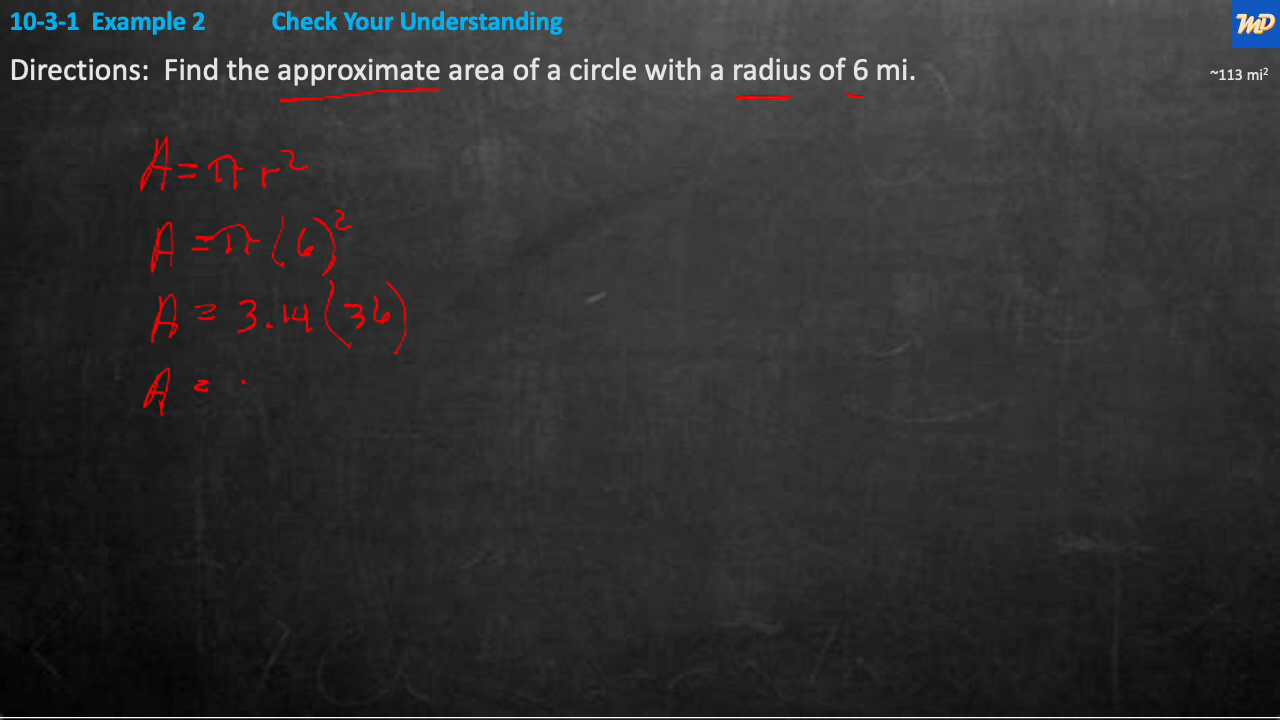 10-3-1 Example 2 Check Your Understanding
MD
Directions: Find the approximate area of a circle with a radius of 6 mi.
~113 mi²
A = π r²
A = π (6)²
A = 3.14 (36)
A = .